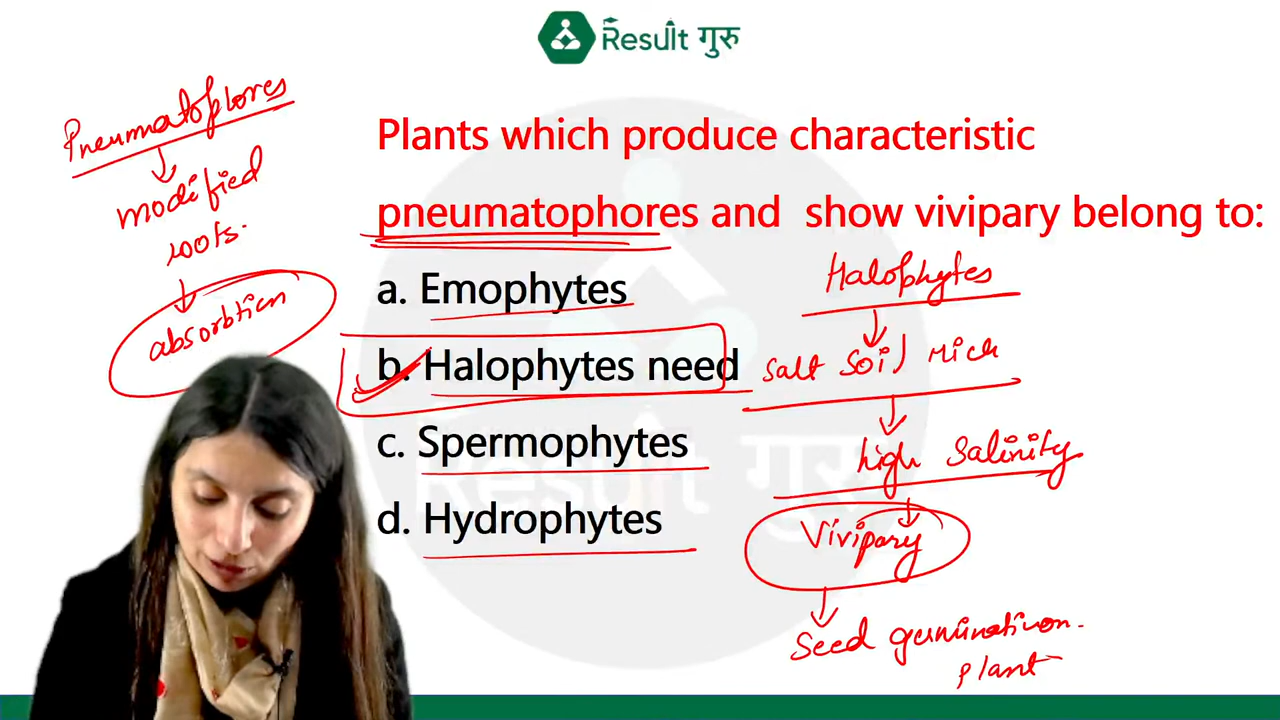 Result गुरु
Plants which produce characteristic
pneumatophores and show vivipary belong to:
a. Emophytes
b. Halophytes need
c. Spermophytes
d. Hydrophytes
Pneumatophores
modified
roots.
absorbtion
Halophytes
Salt Soil Rich
high Salinity
Vivipary
Seed germination.
plant
Result गुरु